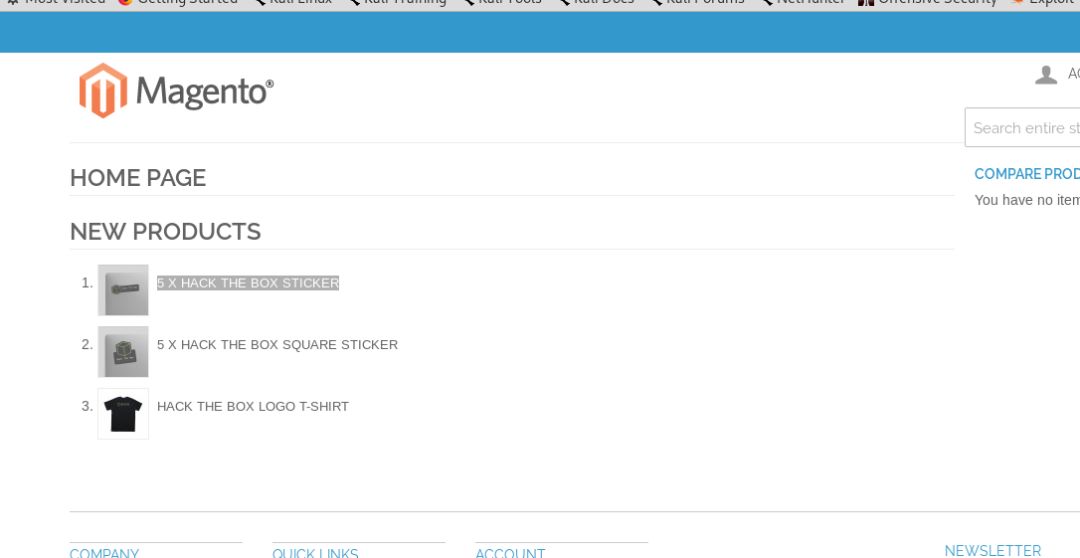 Most Visited Getting Started Kali Linux Kali Training Kali Tools Kali Docs Kali Forums NetHunter Offensive Security Exploit
Magento®
AC
Search entire st
HOME PAGE
COMPARE PROD
You have no item
NEW PRODUCTS
1. 5 X HACK THE BOX STICKER
2. 5 X HACK THE BOX SQUARE STICKER
3. HACK THE BOX LOGO T-SHIRT
COMPANY QUICK LINKS ACCOUNT NEWSLETTER